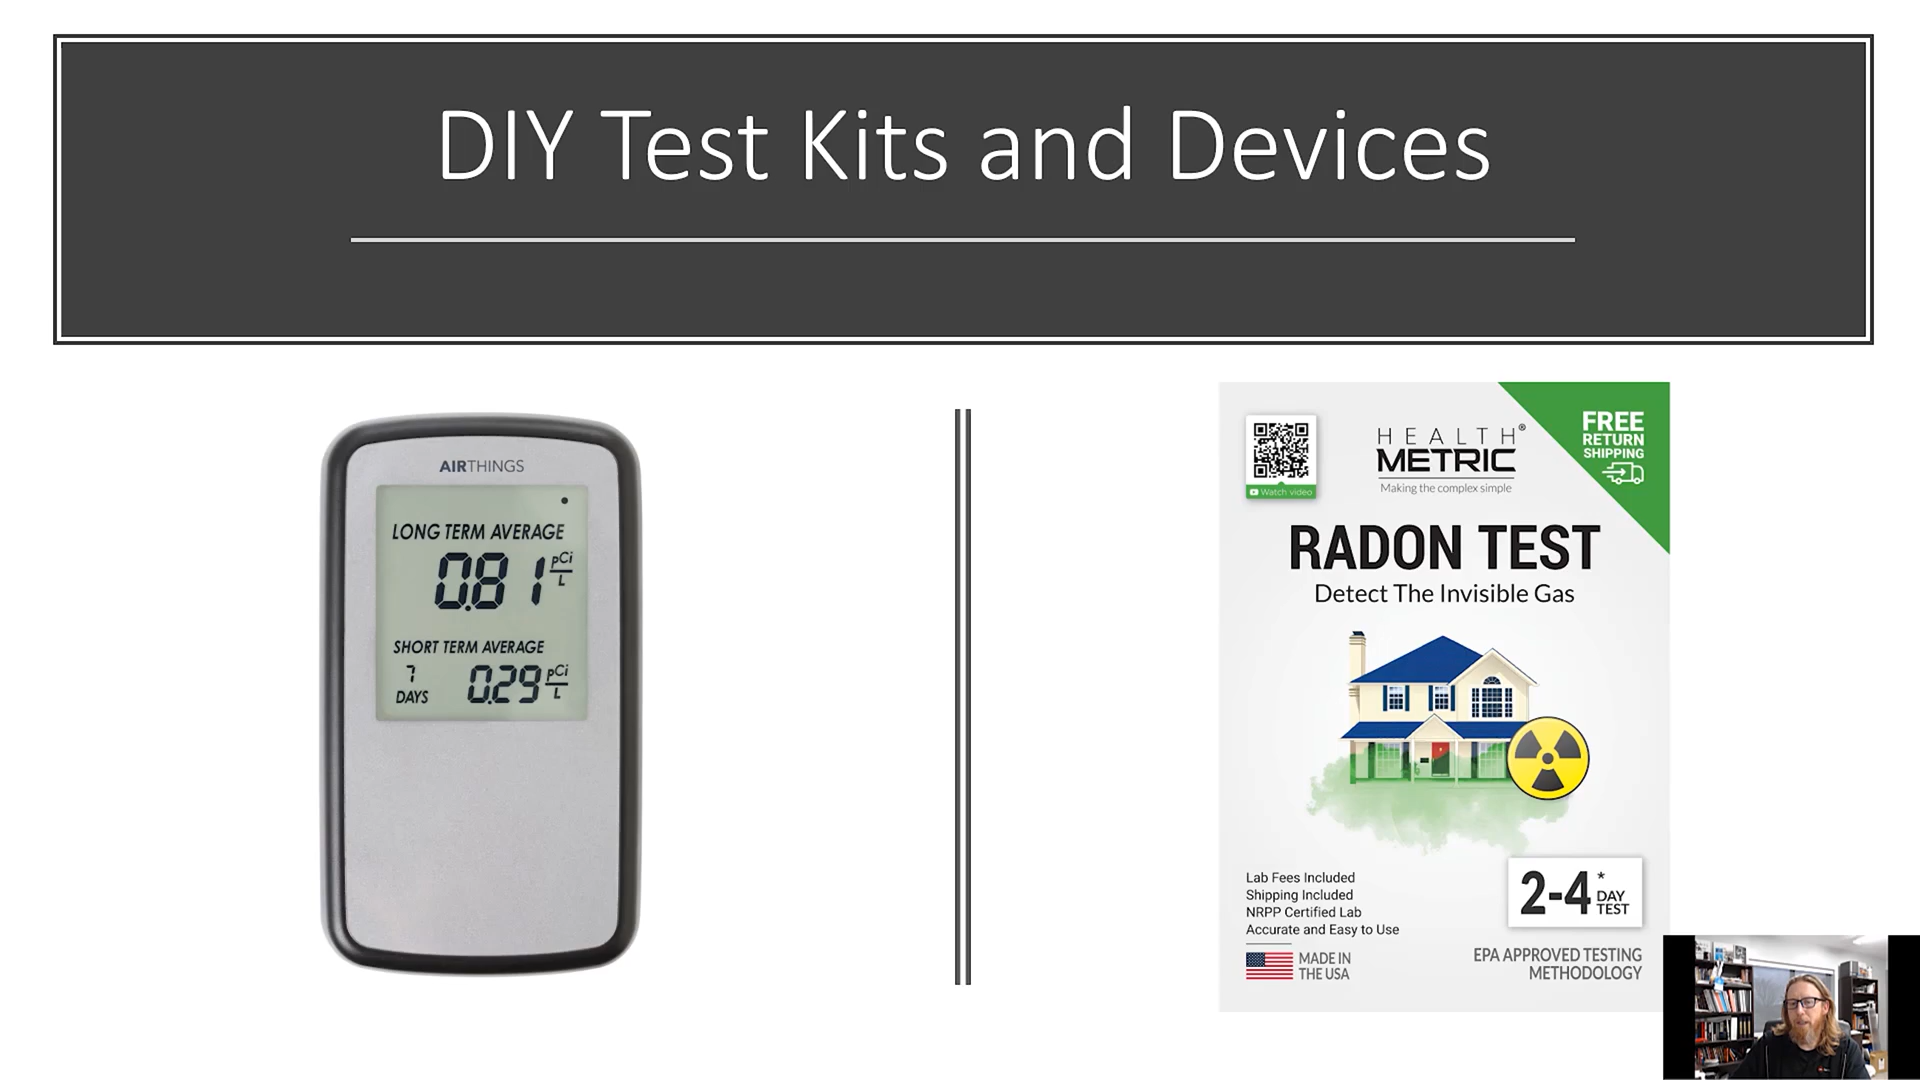 DIY Test Kits and Devices
AIRTHINGS
LONG TERM AVERAGE
0.81 pCi/L
SHORT TERM AVERAGE
7 DAYS 0.29 pCi/L
Watch video
HEALTH®
METRIC
Making the complex simple
FREE
RETURN
SHIPPING
RADON TEST
Detect The Invisible Gas
Lab Fees Included
Shipping Included
NRPP Certified Lab
Accurate and Easy to Use
MADE IN
THE USA
2-4* DAY TEST
EPA APPROVED TESTING
METHODOLOGY